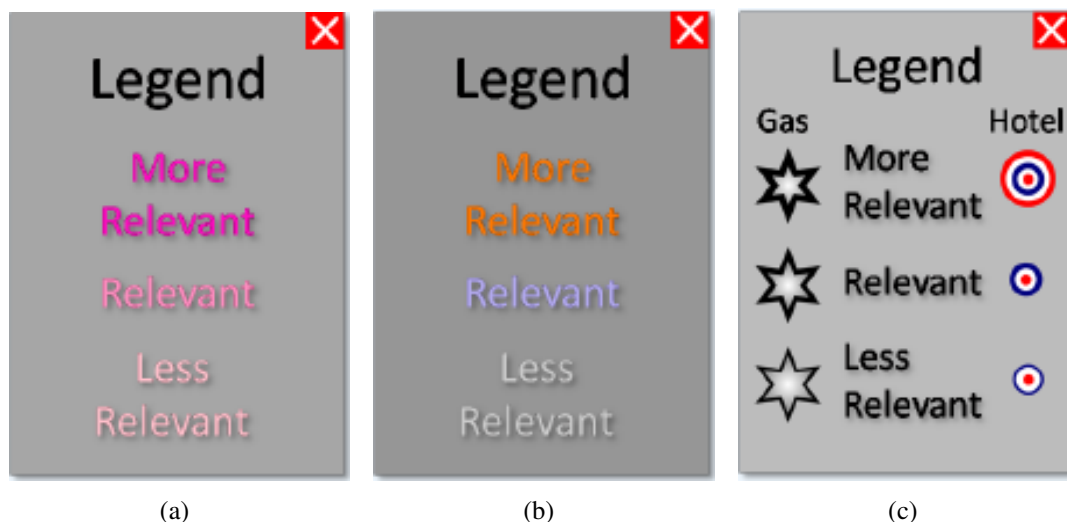 Legend
More
Relevant
Relevant
Less
Relevant
(a)
Legend
More
Relevant
Relevant
Less
Relevant
(b)
Legend
Gas
Hotel
More
Relevant
Relevant
Less
Relevant
(c)